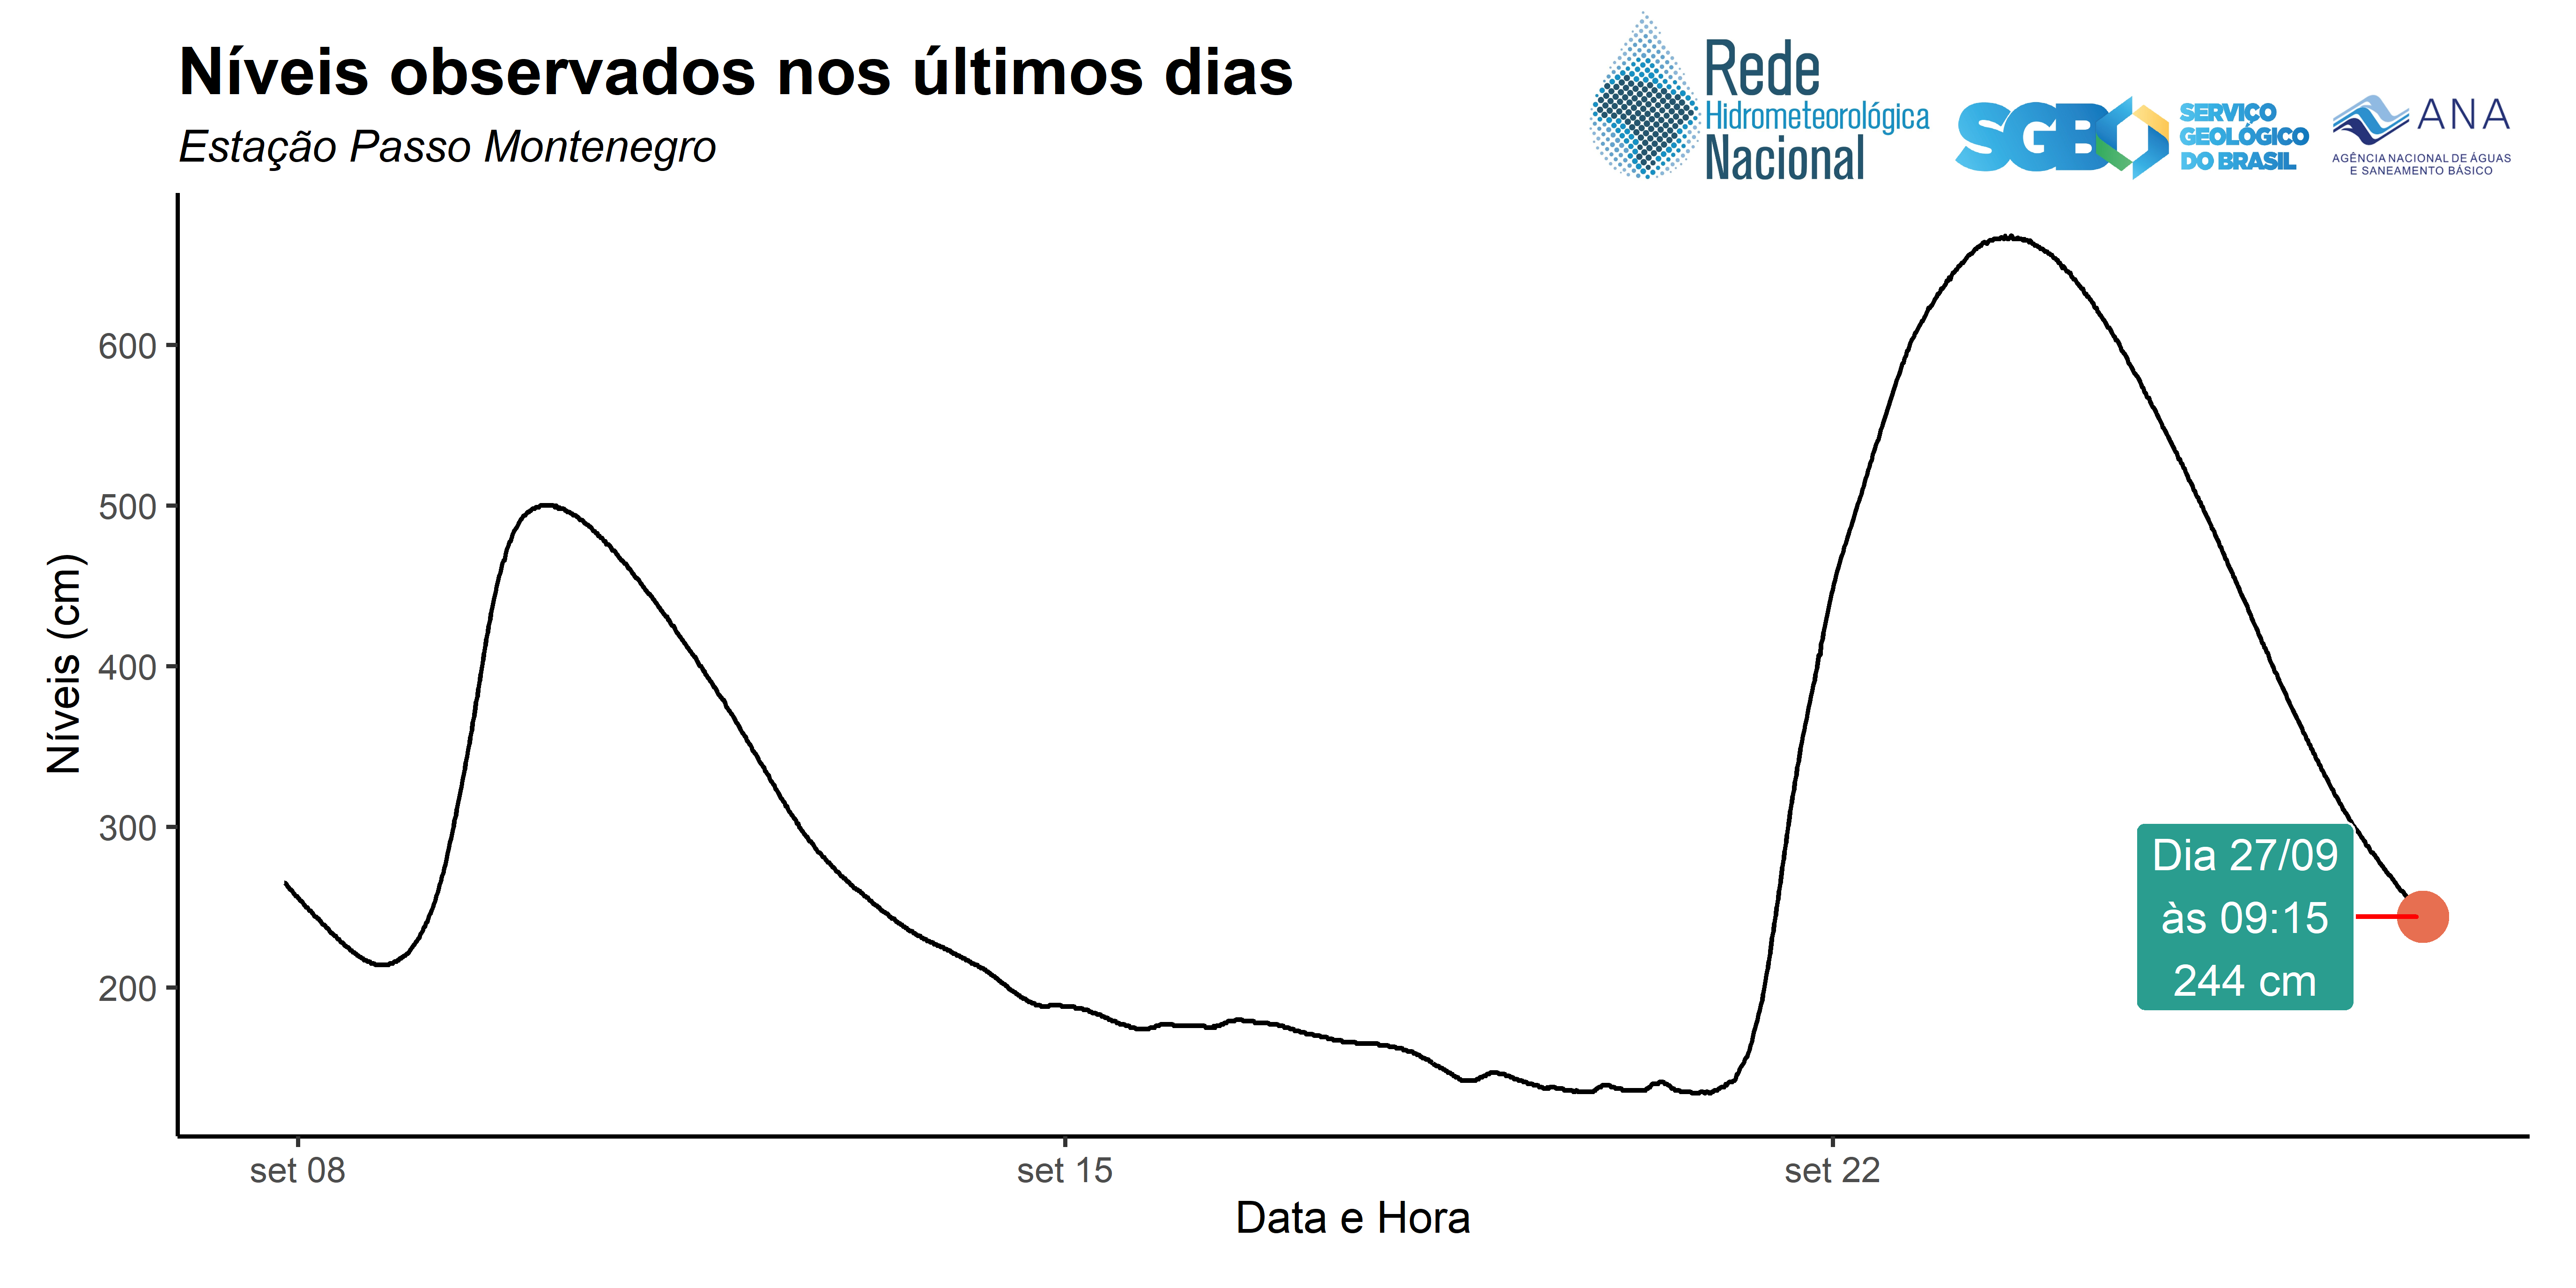 Níveis observados nos últimos dias
Estação Passo Montenegro
Rede
Hidrometeorológica
Nacional
SGB
SERVIÇO
GEOLÓGICO
DO BRASIL
ANA
AGÊNCIA NACIONAL DE ÁGUAS
E SANEAMENTO BÁSICO
Níveis (cm)
600
500
400
300
200
Dia 27/09
às 09:15
244 cm
set 08
set 15
set 22
Data e Hora